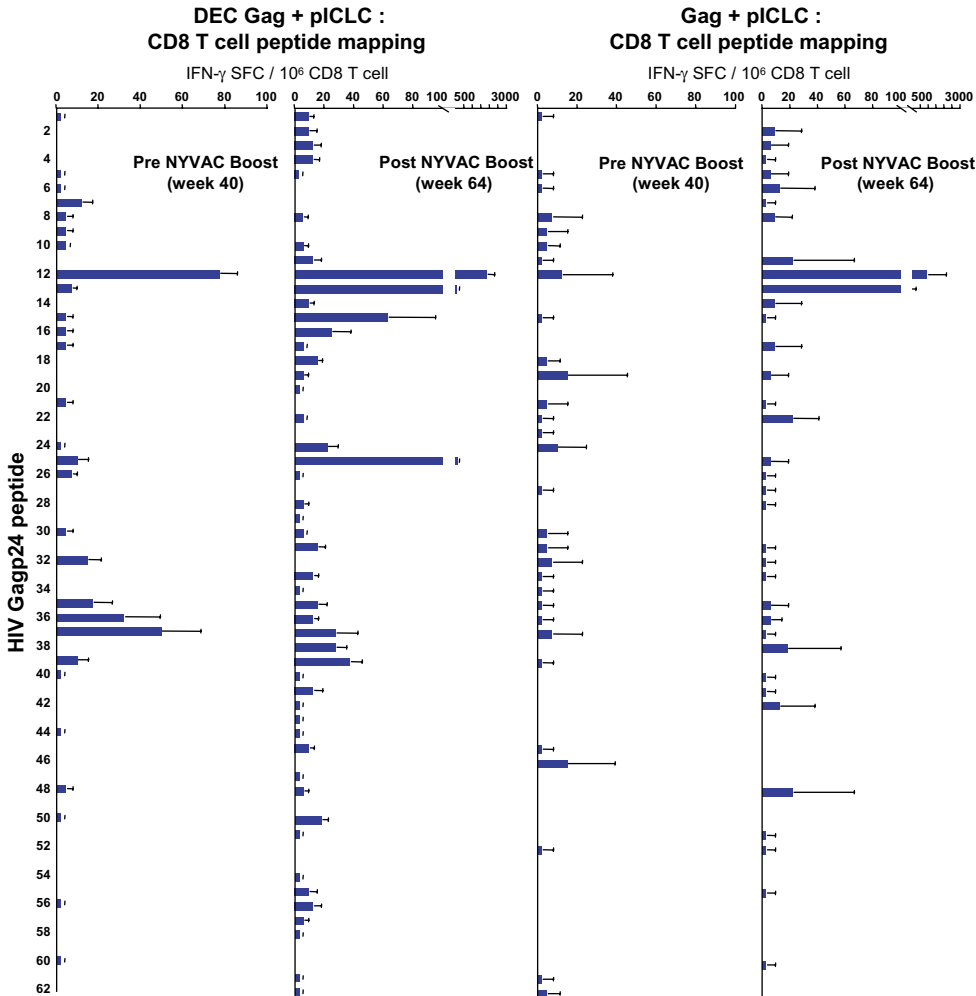 DEC Gag + pICLC :
CD8 T cell peptide mapping
IFN-γ SFC / 10⁶ CD8 T cell
Gag + pICLC :
CD8 T cell peptide mapping
IFN-γ SFC / 10⁶ CD8 T cell
0 20 40 60 80 100
0 20 40 60 80 100 500 3000
0 20 40 60 80 100
0 20 40 60 80 100 500 3000
Pre NYVAC Boost
(week 40)
Post NYVAC Boost
(week 64)
Pre NYVAC Boost
(week 40)
Post NYVAC Boost
(week 64)
HIV Gagp24 peptide
2
4
6
8
10
12
14
16
18
20
22
24
26
28
30
32
34
36
38
40
42
44
46
48
50
52
54
56
58
60
62